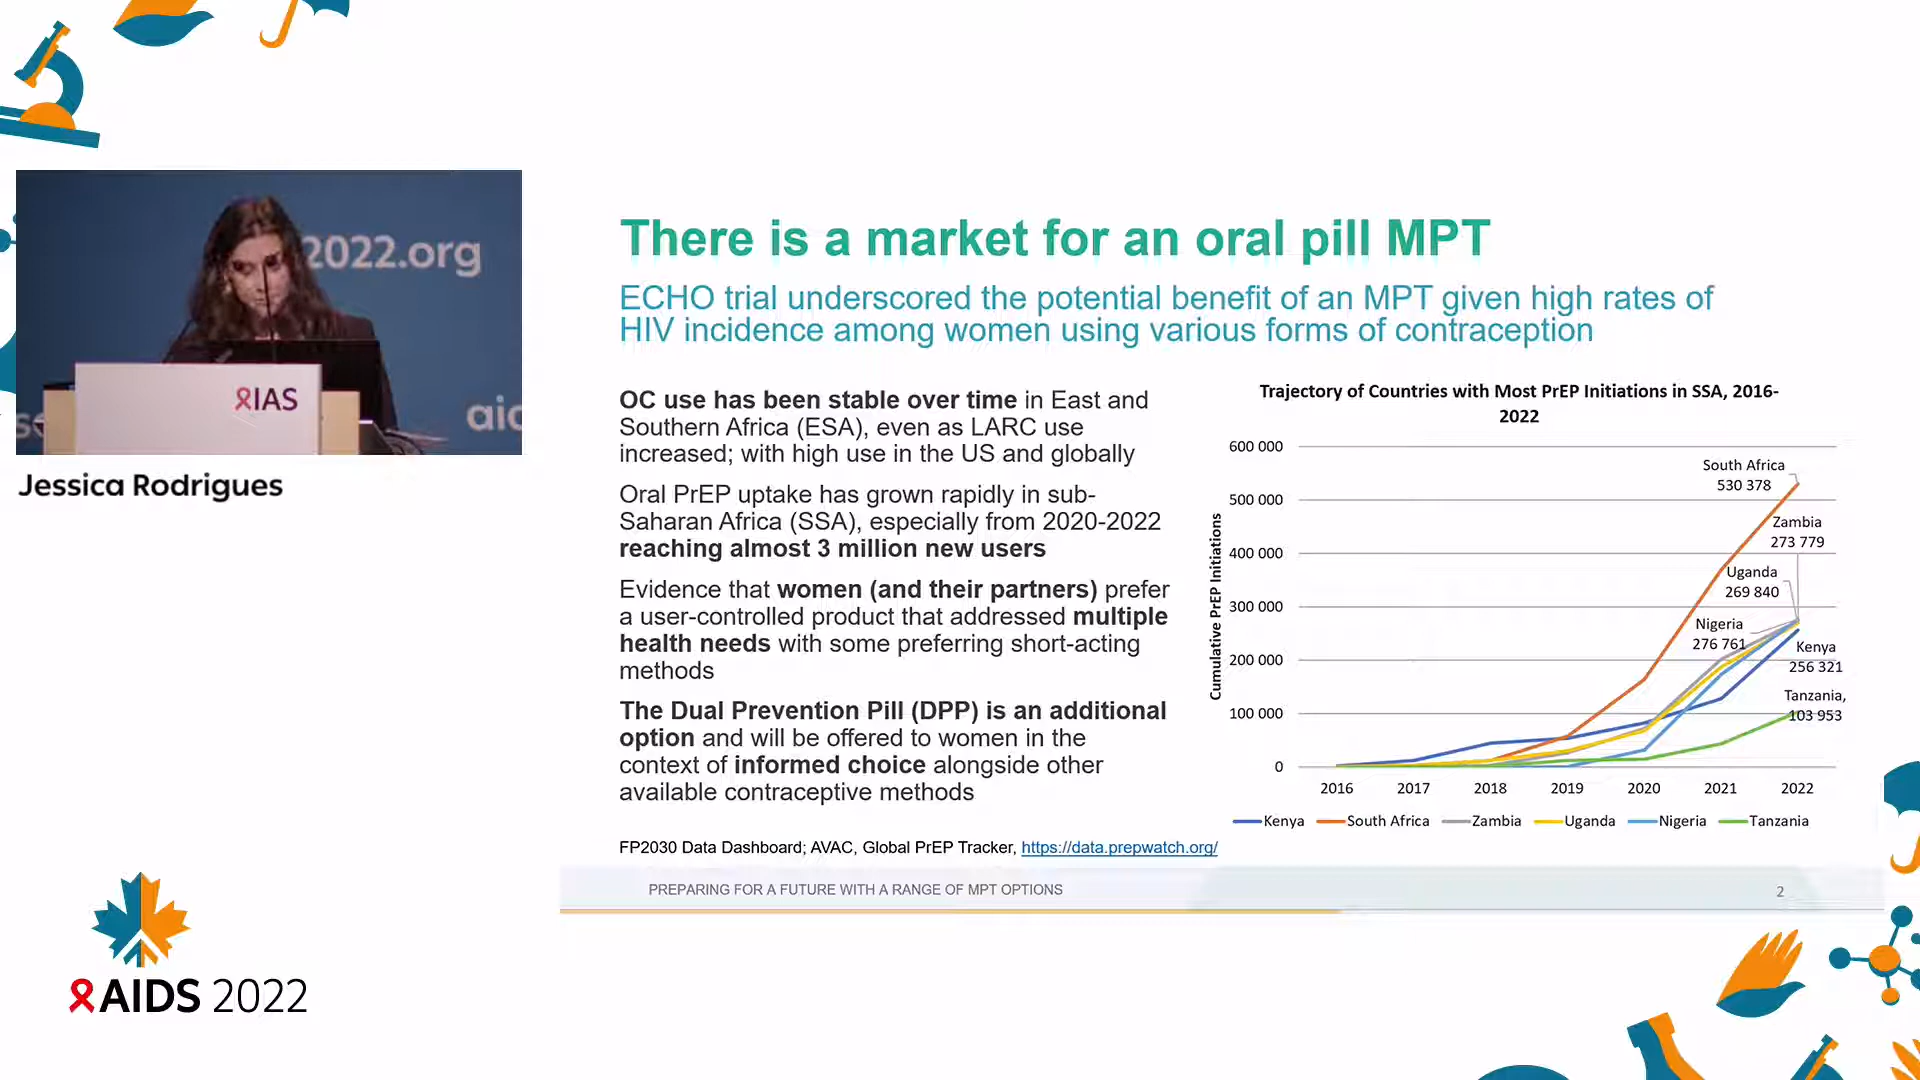 2022.org
aid
IAS
Jessica Rodrigues
There is a market for an oral pill MPT
ECHO trial underscored the potential benefit of an MPT given high rates of
HIV incidence among women using various forms of contraception
OC use has been stable over time in East and
Southern Africa (ESA), even as LARC use
increased; with high use in the US and globally
Oral PrEP uptake has grown rapidly in sub-
Saharan Africa (SSA), especially from 2020-2022
reaching almost 3 million new users
Evidence that women (and their partners) prefer
a user-controlled product that addressed multiple
health needs with some preferring short-acting
methods
The Dual Prevention Pill (DPP) is an additional
option and will be offered to women in the
context of informed choice alongside other
available contraceptive methods
FP2030 Data Dashboard; AVAC, Global PrEP Tracker, https://data.prepwatch.org/
Trajectory of Countries with Most PrEP Initiations in SSA, 2016-
2022
Cumulative PrEP Initiations
600 000
500 000
400 000
300 000
200 000
100 000
0
South Africa
530 378
Zambia
273 779
Uganda
269 840
Nigeria
276 761
Kenya
256 321
Tanzania,
103 953
2016 2017 2018 2019 2020 2021 2022
Kenya South Africa Zambia Uganda Nigeria Tanzania
PREPARING FOR A FUTURE WITH A RANGE OF MPT OPTIONS
2
AIDS 2022